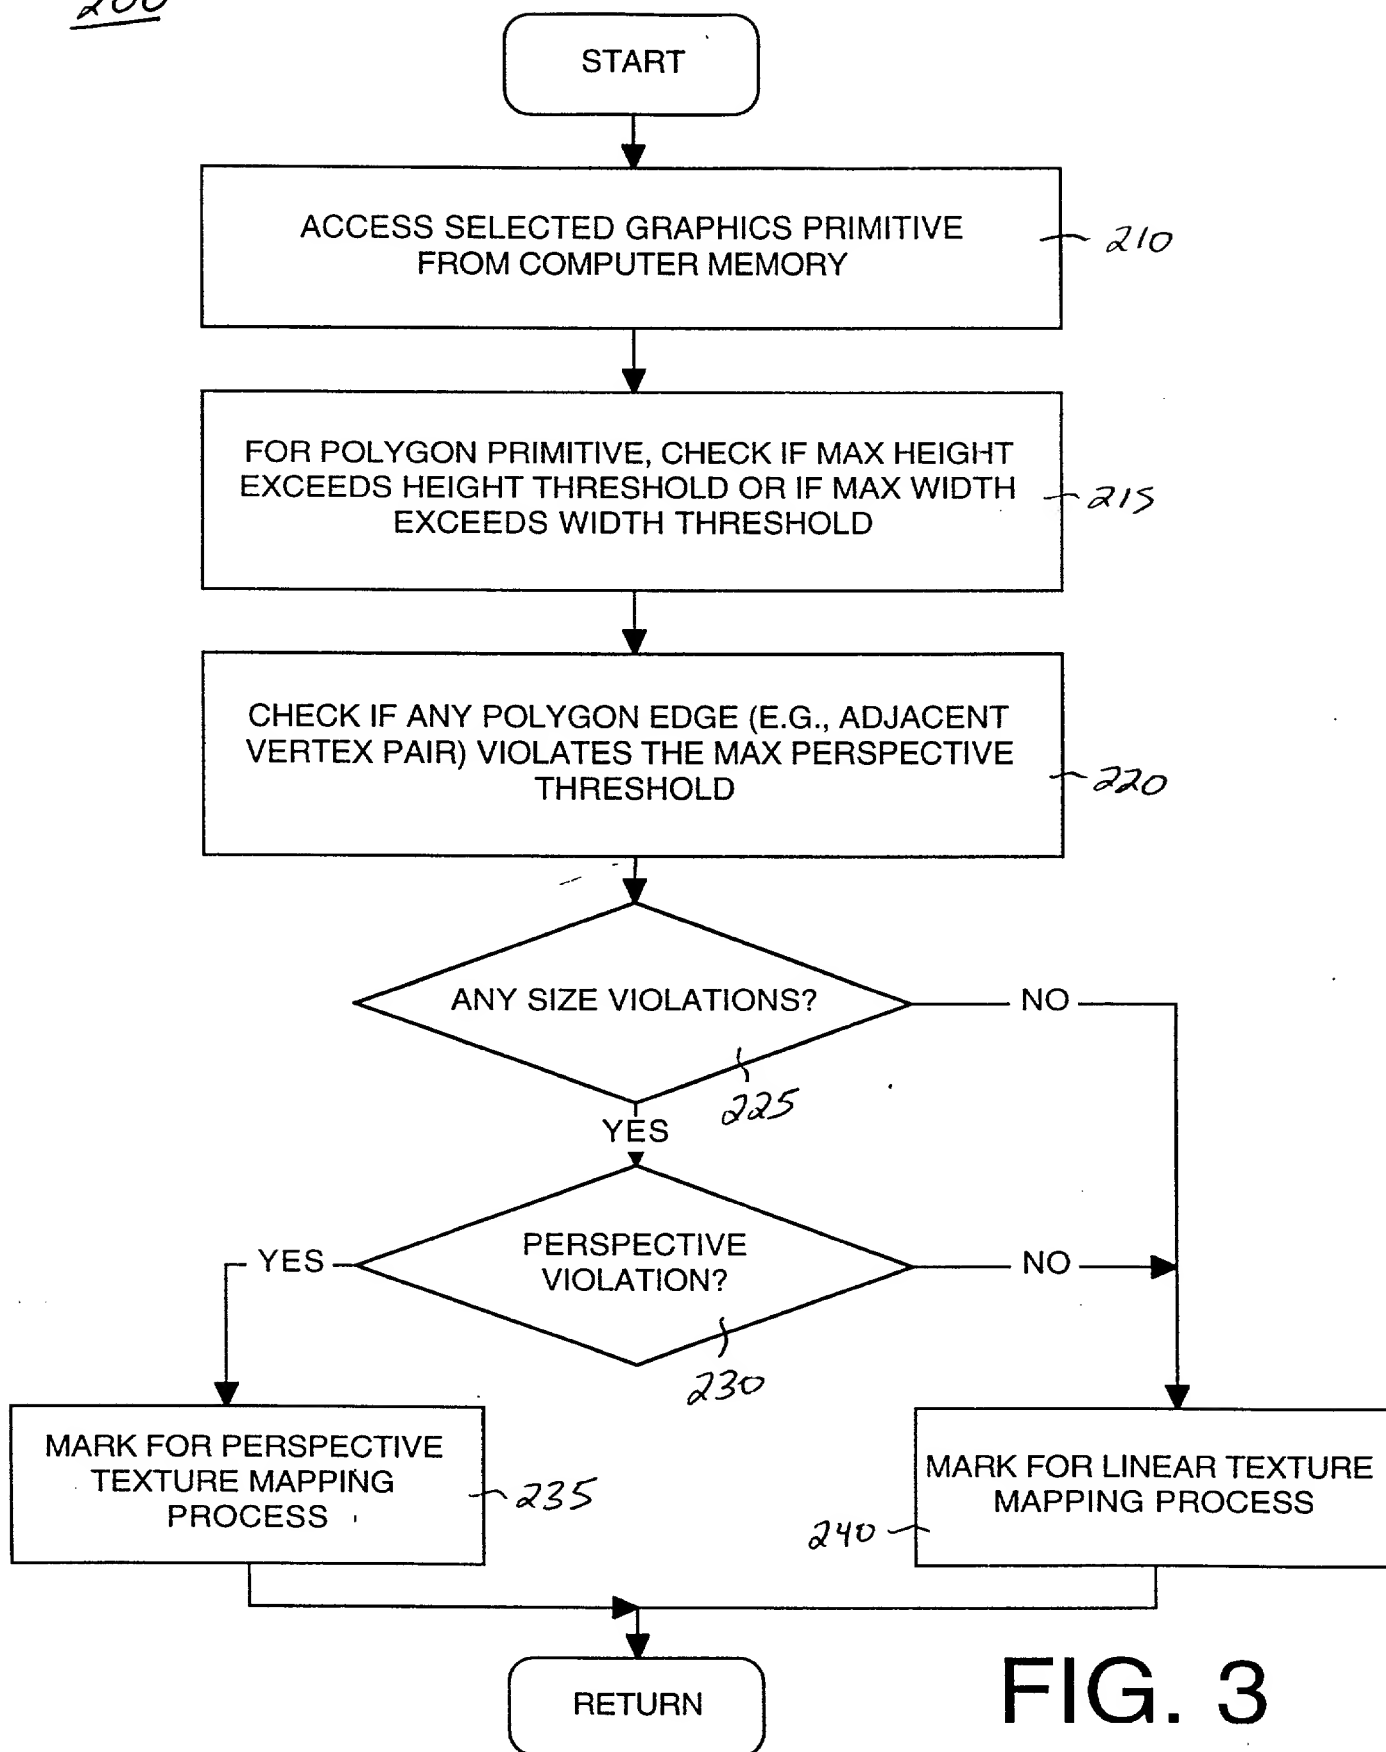 200
START
ACCESS SELECTED GRAPHICS PRIMITIVE
FROM COMPUTER MEMORY
210
FOR POLYGON PRIMITIVE, CHECK IF MAX HEIGHT
EXCEEDS HEIGHT THRESHOLD OR IF MAX WIDTH
EXCEEDS WIDTH THRESHOLD
215
CHECK IF ANY POLYGON EDGE (E.G., ADJACENT
VERTEX PAIR) VIOLATES THE MAX PERSPECTIVE
THRESHOLD
220
ANY SIZE VIOLATIONS?
NO
225
YES
PERSPECTIVE
VIOLATION?
YES
NO
230
MARK FOR PERSPECTIVE
TEXTURE MAPPING
PROCESS
235
MARK FOR LINEAR TEXTURE
MAPPING PROCESS
240
RETURN
FIG. 3